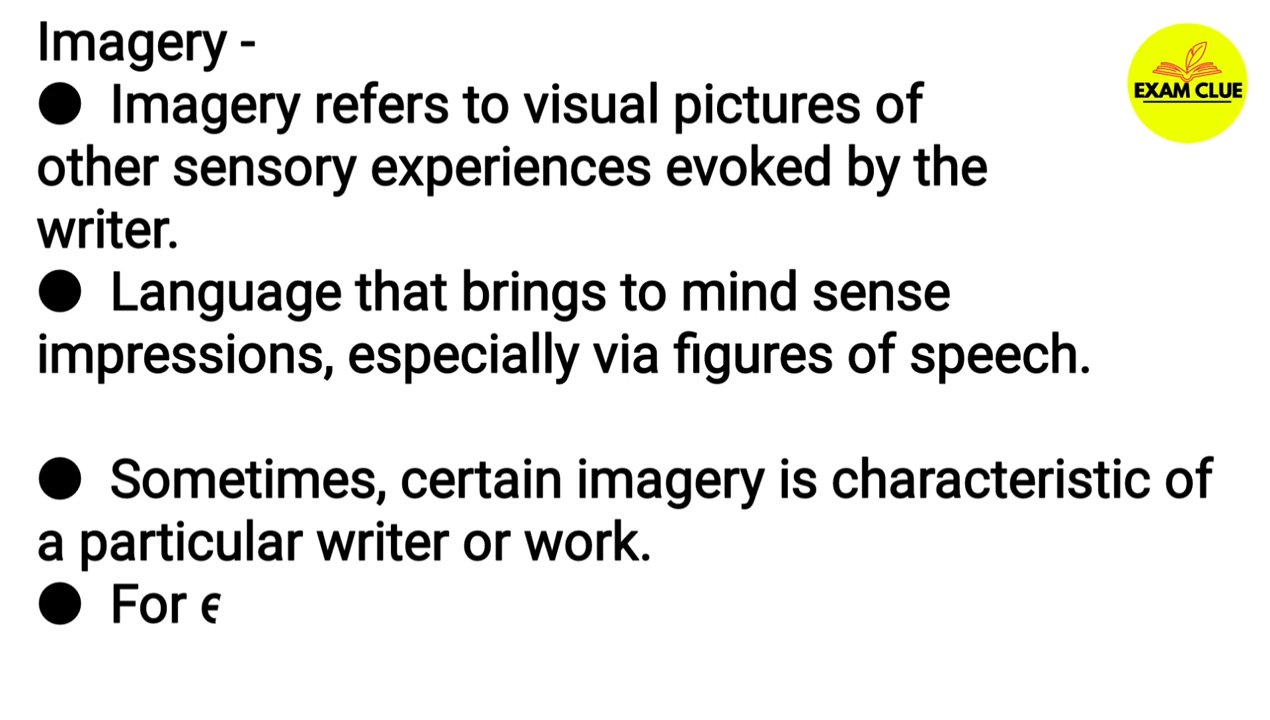 Imagery -
● Imagery refers to visual pictures of
other sensory experiences evoked by the
writer.
● Language that brings to mind sense
impressions, especially via figures of speech.
● Sometimes, certain imagery is characteristic of
a particular writer or work.
● For
EXAM CLUE